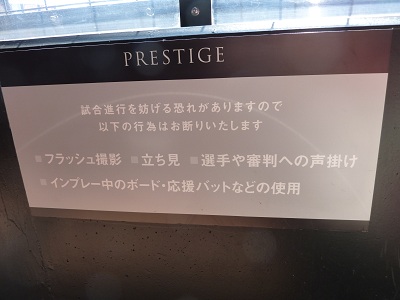 PRESTIGE
試合進行を妨げる恐れがありますので
以下の行為はお断りいたします
■フラッシュ撮影 ■立ち見 ■選手や審判への声掛け
■インプレー中のボード・応援バットなどの使用